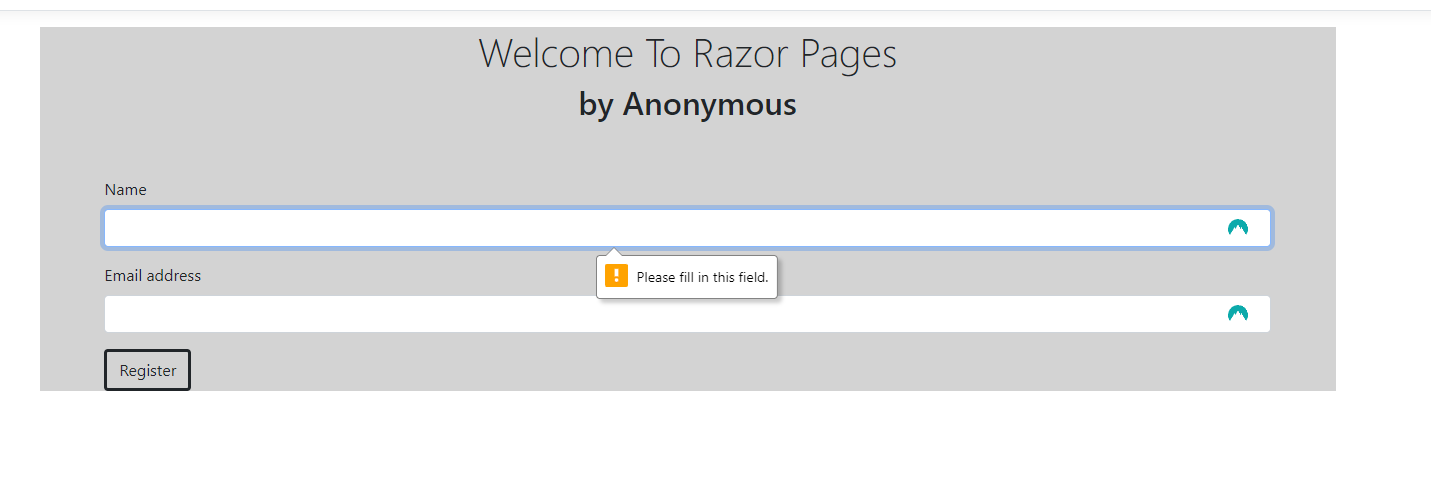 Welcome To Razor Pages
by Anonymous
Name
Please fill in this field.
Email address
Register